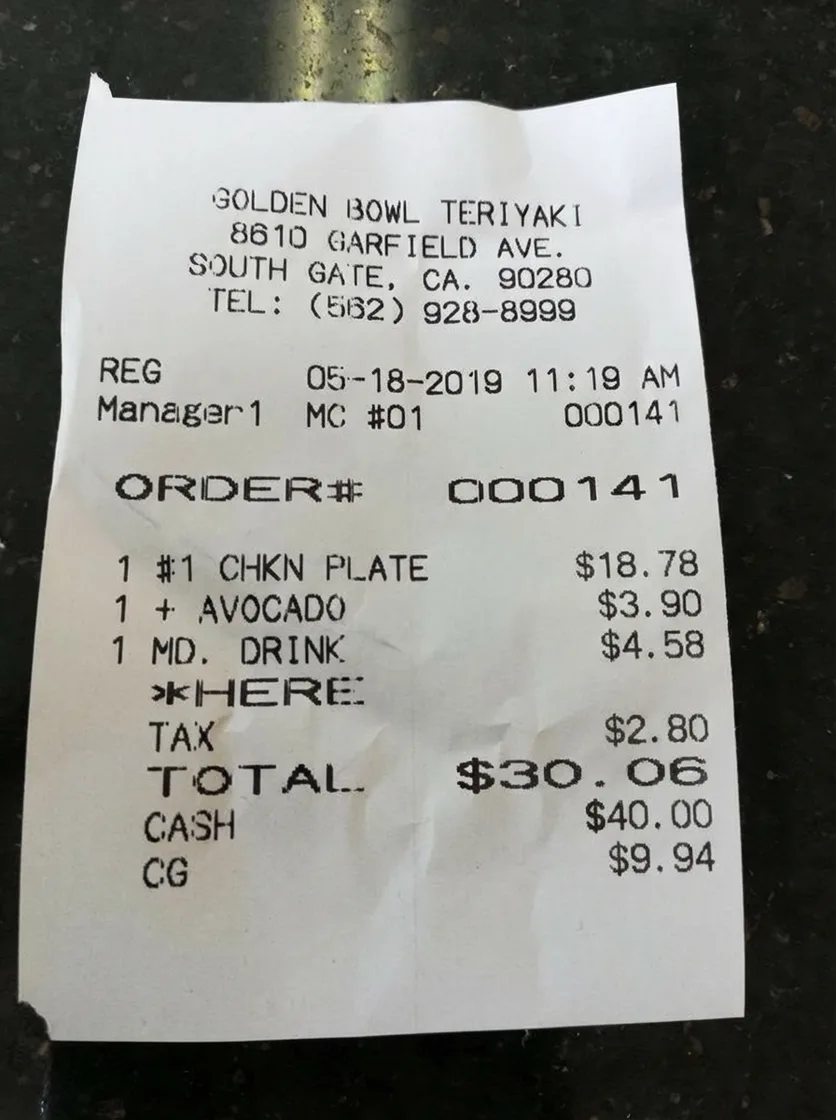 GOLDEN BOWL TERIYAKI
8610 GARFIELD AVE.
SOUTH GATE, CA. 90280
TEL: (562) 928-8999
REG 05-18-2019 11:19 AM
Manager1 MC #01 000141
ORDER# 000141
1 #1 CHKN PLATE $18.78
1 + AVOCADO $3.90
1 MD. DRINK $4.58
*HERE
TAX $2.80
TOTAL $30.06
CASH $40.00
CG $9.94